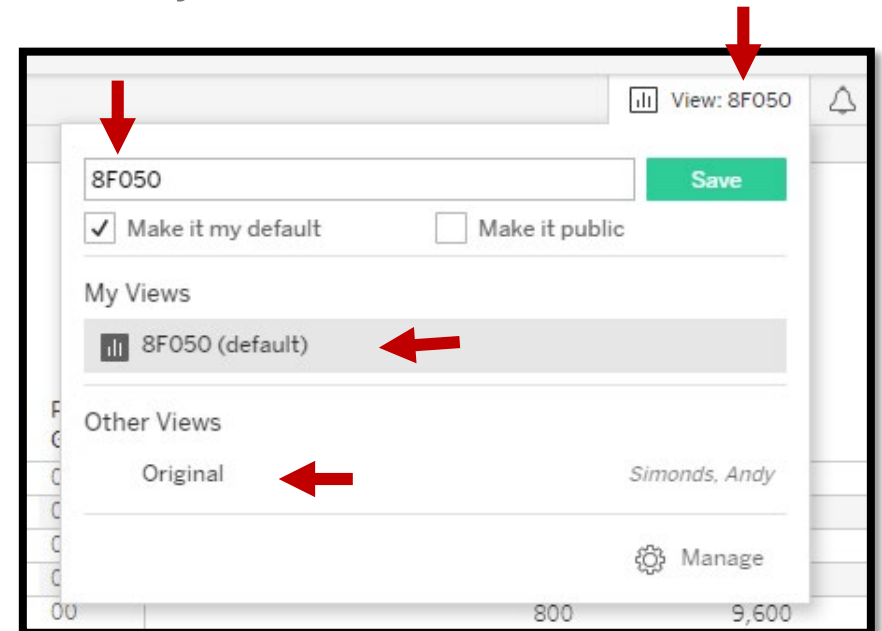 View: 8F050
8F050
Save
Make it my default
Make it public
My Views
8F050 (default)
Other Views
Original
Simonds, Andy
Manage
00
800
9,600